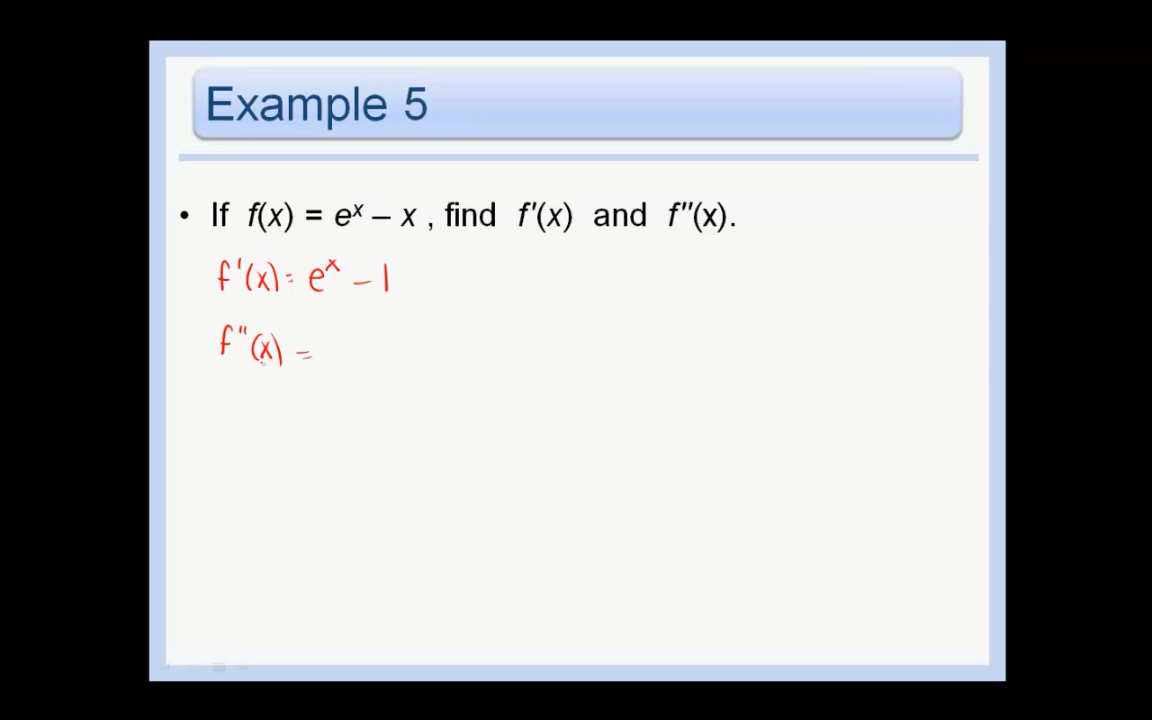 Example 5
• If f(x) = eˣ – x , find f'(x) and f''(x).
f'(x) = eˣ – 1
f''(x) =